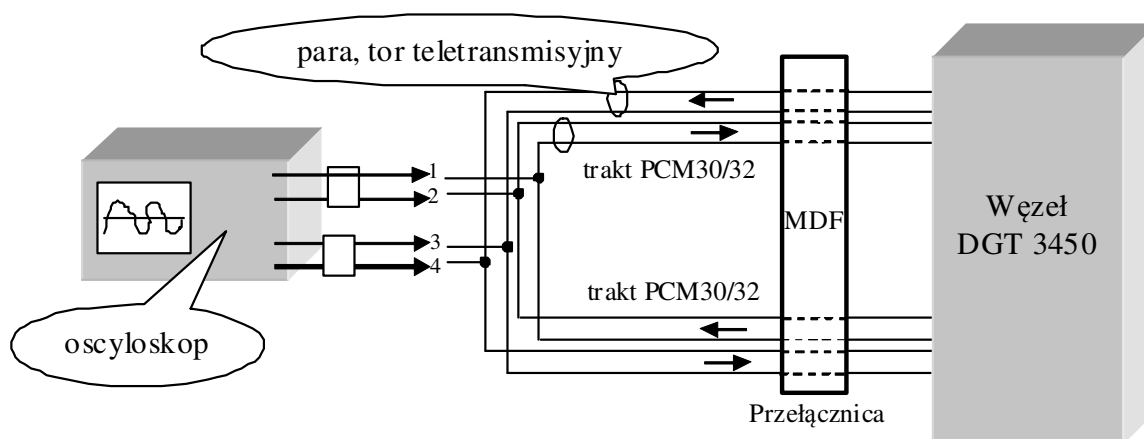 para, tor teletransmisyjny
1
trakt PCM30/32
2
MDF
Węzeł
DGT 3450
3
4
trakt PCM30/32
oscyloskop
Przełącznica